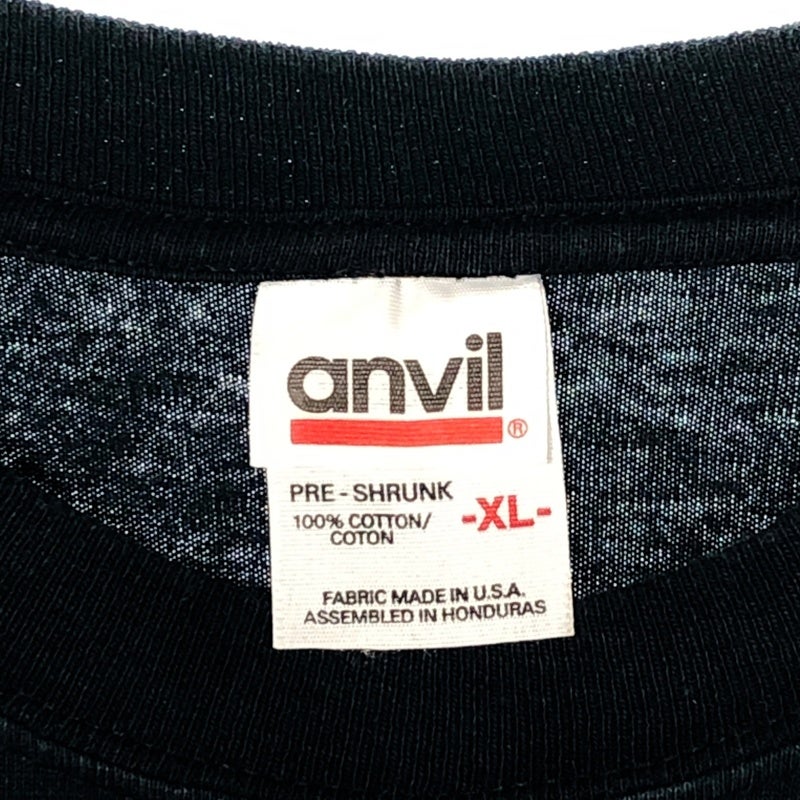 anvil®
PRE-SHRUNK
100% COTTON/
COTON
-XL-
FABRIC MADE IN U.S.A.
ASSEMBLED IN HONDURAS